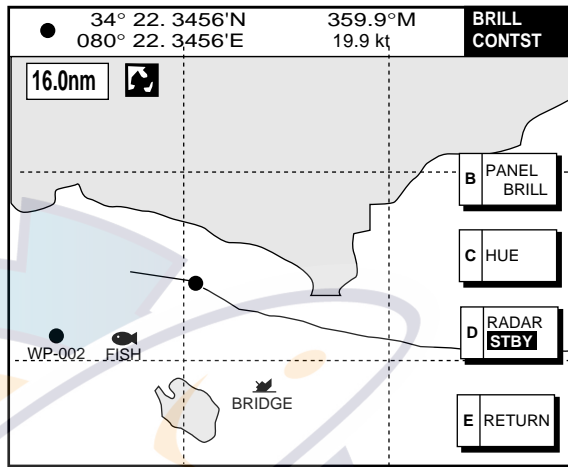 34° 22. 3456'N 359.9°M BRILL
080° 22. 3456'E 19.9 kt CONTST
16.0nm
B PANEL
BRILL
C HUE
D RADAR
STBY
WP-002 FISH
BRIDGE
E RETURN